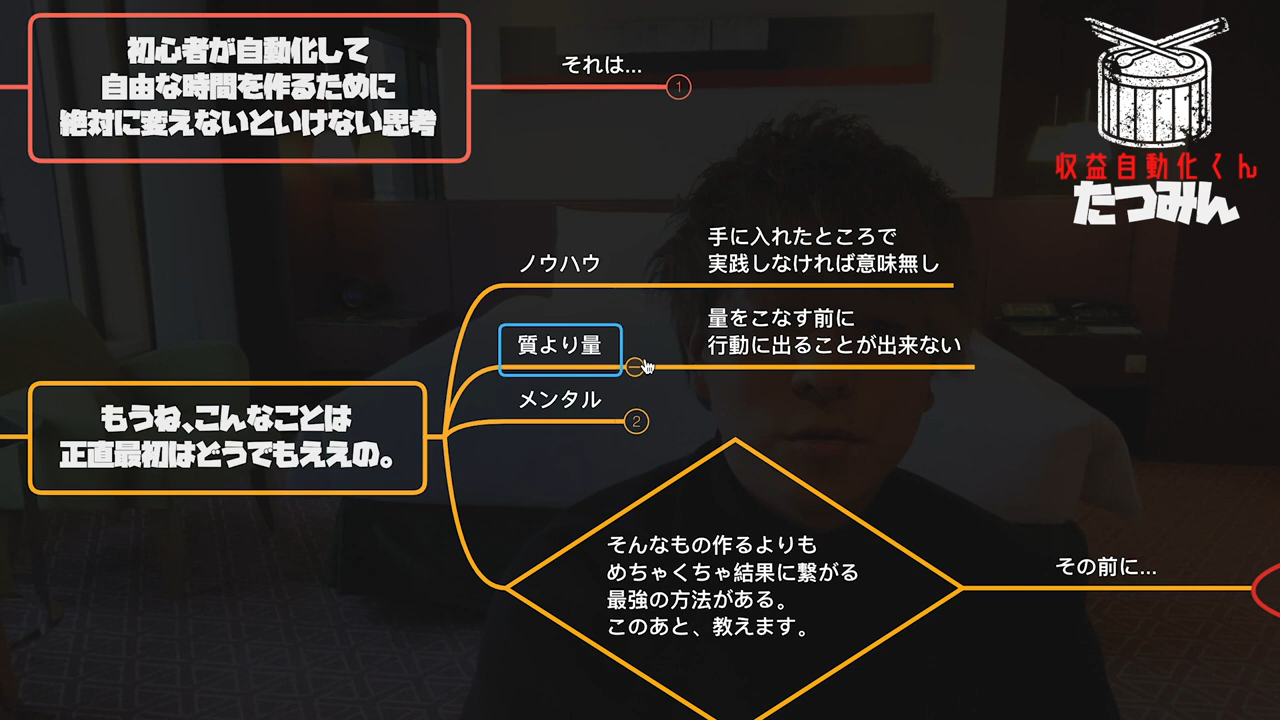 初心者が自動化して
自由な時間を作るために
絶対に変えないといけない思考
それは...
1
収益自動化くん
たつみん
ノウハウ
手に入れたところで
実践しなければ意味無し
質より量
量をこなす前に
行動に出ることが出来ない
メンタル
2
もうね、こんなことは
正直最初はどうでもええの。
そんなもの作るよりも
めちゃくちゃ結果に繋がる
最強の方法がある。
このあと、教えます。
その前に...